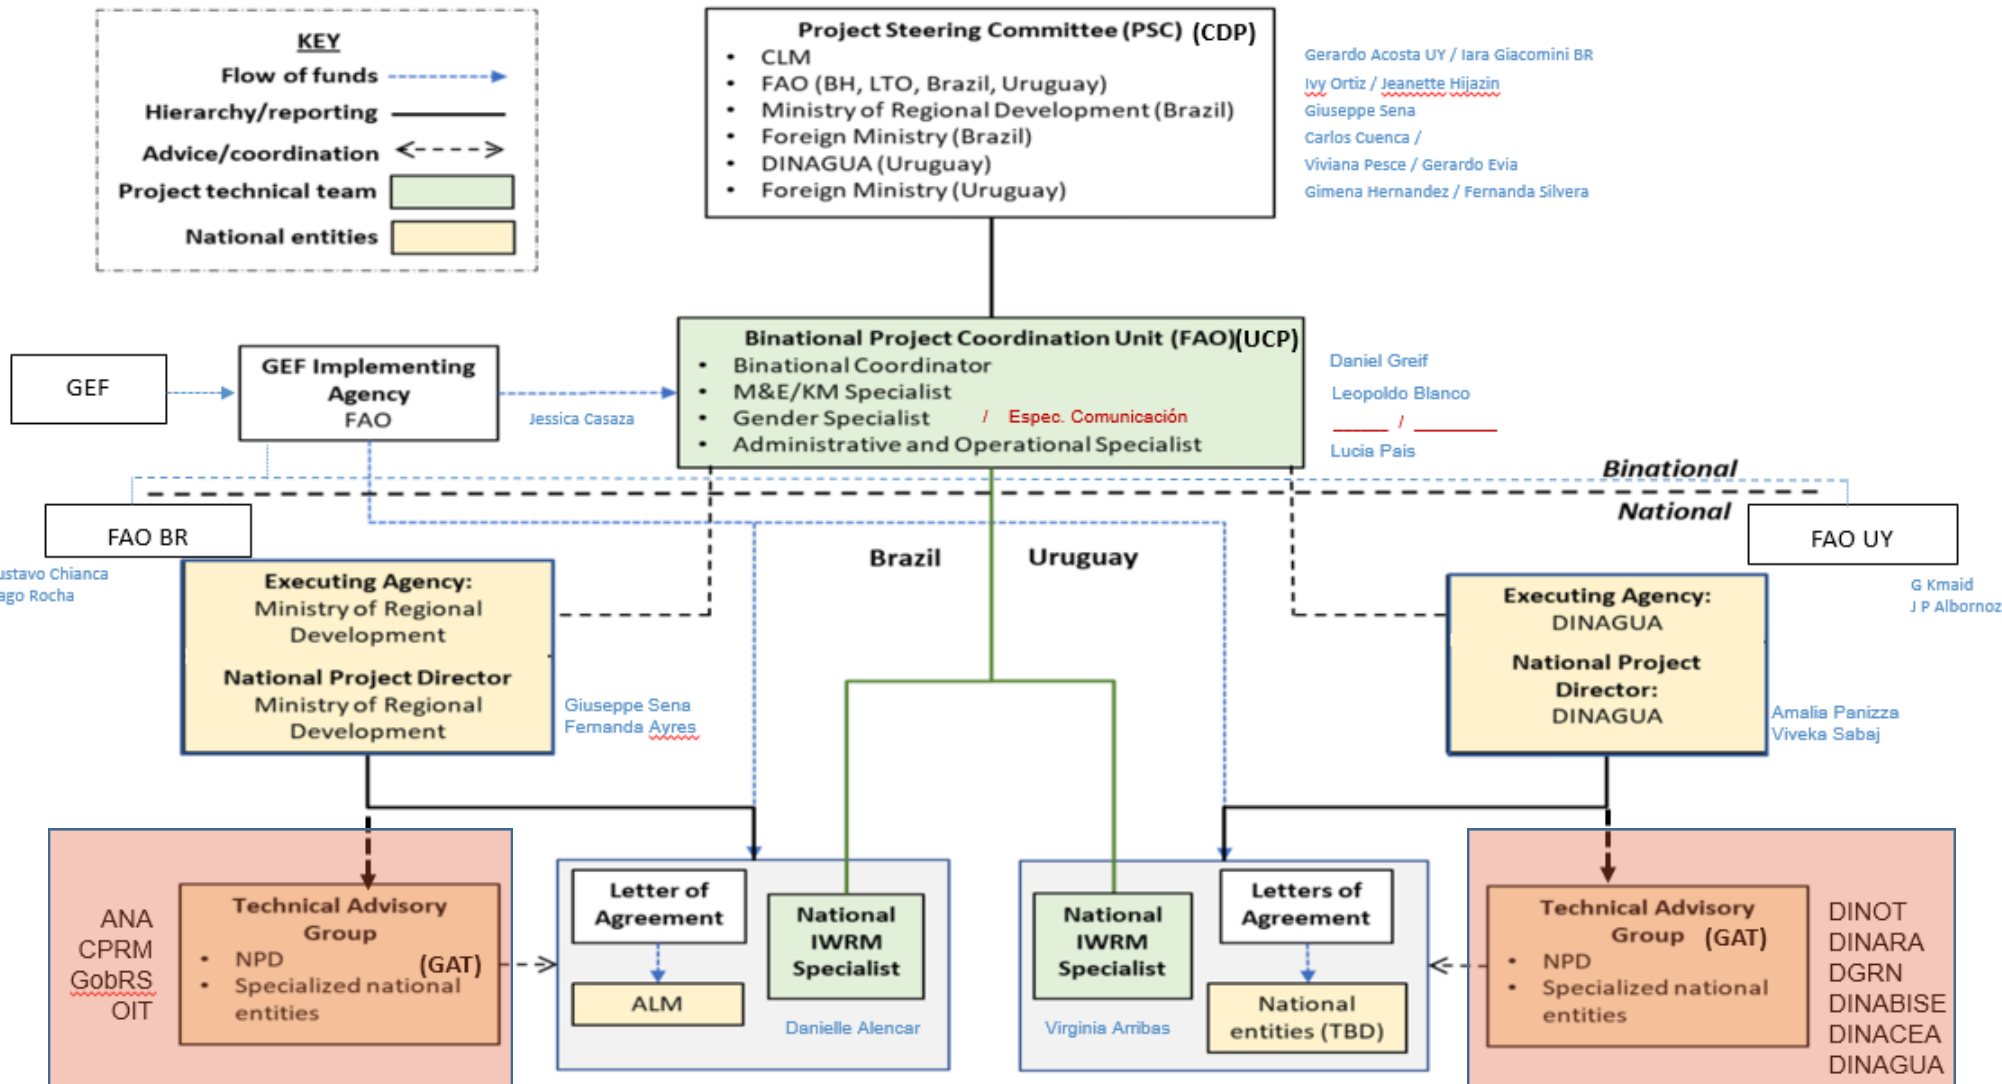 KEY
Flow of funds
Hierarchy/reporting
Advice/coordination
Project technical team
National entities
Project Steering Committee (PSC) (CDP)
• CLM
• FAO (BH, LTO, Brazil, Uruguay)
• Ministry of Regional Development (Brazil)
• Foreign Ministry (Brazil)
• DINAGUA (Uruguay)
• Foreign Ministry (Uruguay)
Gerardo Acosta UY / Iara Giacomini BR
Ivy Ortiz / Jeanette Hijazin
Giuseppe Sena
Carlos Cuenca /
Viviana Pesce / Gerardo Evia
Gimena Hernandez / Fernanda Silvera
GEF
GEF Implementing
Agency
FAO
Jessica Casaza
Binational Project Coordination Unit (FAO)(UCP)
• Binational Coordinator
• M&E/KM Specialist
• Gender Specialist / Espec. Comunicación
• Administrative and Operational Specialist
Daniel Greif
Leopoldo Blanco
______ / _________
Lucia Pais
Binational
National
FAO BR
ustavo Chianca
ago Rocha
Brazil
Uruguay
FAO UY
G Kmaid
J P Albornoz
Executing Agency:
Ministry of Regional
Development
National Project Director
Ministry of Regional
Development
Giuseppe Sena
Fernanda Ayres
Executing Agency:
DINAGUA
National Project
Director:
DINAGUA
Amalia Panizza
Viveka Sabaj
ANA
CPRM
GobRS
OIT
Technical Advisory
Group
• NPD (GAT)
• Specialized national
entities
Letter of
Agreement
ALM
National
IWRM
Specialist
Danielle Alencar
National
IWRM
Specialist
Virginia Arribas
Letters of
Agreement
National
entities (TBD)
Technical Advisory
Group (GAT)
• NPD
• Specialized national
entities
DINOT
DINARA
DGRN
DINABISE
DINACEA
DINAGUA